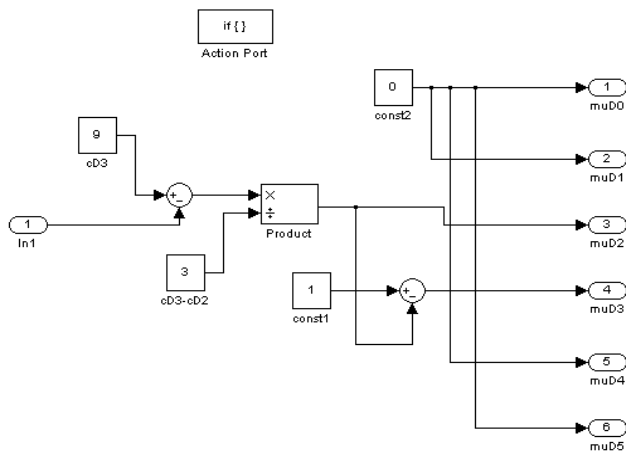 if { }
Action Port
0
const2
1
muD0
9
cD3
+
−
×
÷
Product
2
muD1
1
In1
3
muD2
3
cD3-cD2
1
const1
+
−
4
muD3
5
muD4
6
muD5